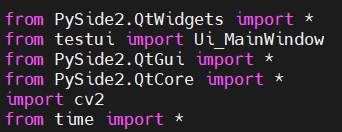 from PySide2.QtWidgets import *
from testui import Ui_MainWindow
from PySide2.QtGui import *
from PySide2.QtCore import *
import cv2
from time import *